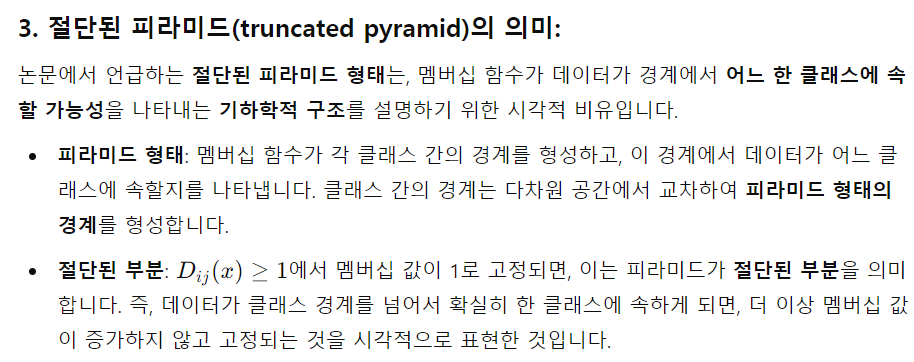 3. 절단된 피라미드(truncated pyramid)의 의미:
논문에서 언급하는 절단된 피라미드 형태는, 멤버십 함수가 데이터가 경계에서 어느 한 클래스에 속
할 가능성을 나타내는 기하학적 구조를 설명하기 위한 시각적 비유입니다.
• 피라미드 형태: 멤버십 함수가 각 클래스 간의 경계를 형성하고, 이 경계에서 데이터가 어느 클
래스에 속할지를 나타냅니다. 클래스 간의 경계는 다차원 공간에서 교차하여 피라미드 형태의
경계를 형성합니다.
• 절단된 부분: D_{ij}(x) ≥ 1에서 멤버십 값이 1로 고정되면, 이는 피라미드가 절단된 부분을 의미
합니다. 즉, 데이터가 클래스 경계를 넘어서 확실히 한 클래스에 속하게 되면, 더 이상 멤버십 값
이 증가하지 않고 고정되는 것을 시각적으로 표현한 것입니다.